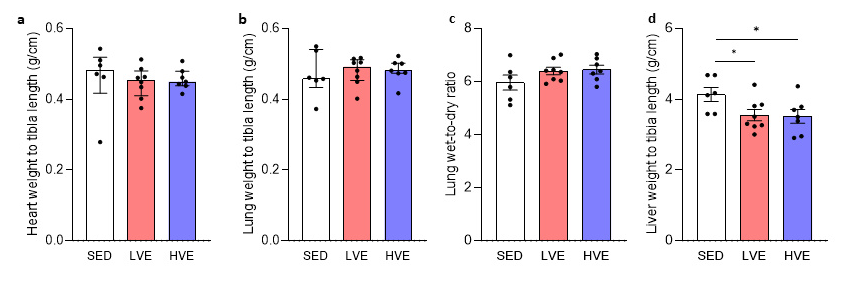 a
Heart weight to tibia length (g/cm)
0.6
0.4
0.2
0.0
SED LVE HVE
b
Lung weight to tibia length (g/cm)
0.6
0.4
0.2
0.0
SED LVE HVE
c
Lung wet-to-dry ratio
8
6
4
2
0
SED LVE HVE
d
Liver weight to tibia length (g/cm)
6
4
2
0
*
*
SED LVE HVE